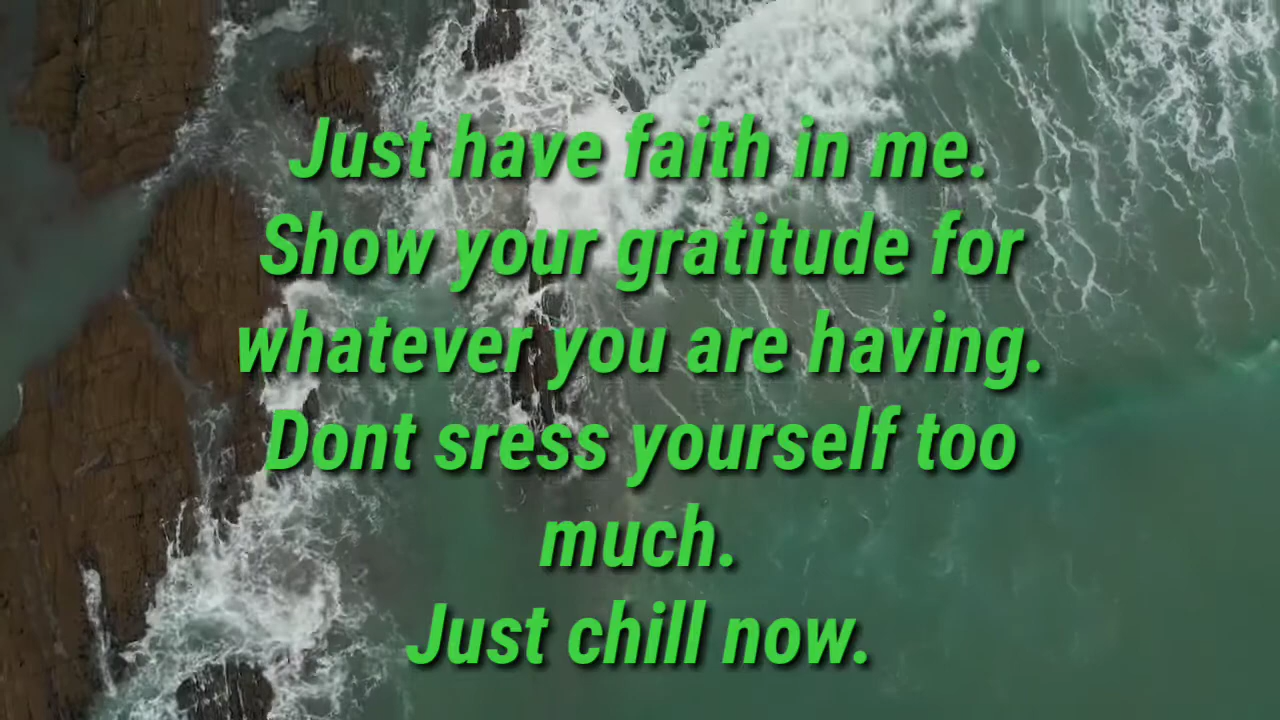 Just have faith in me.
Show your gratitude for
whatever you are having.
Dont sress yourself too
much.
Just chill now.